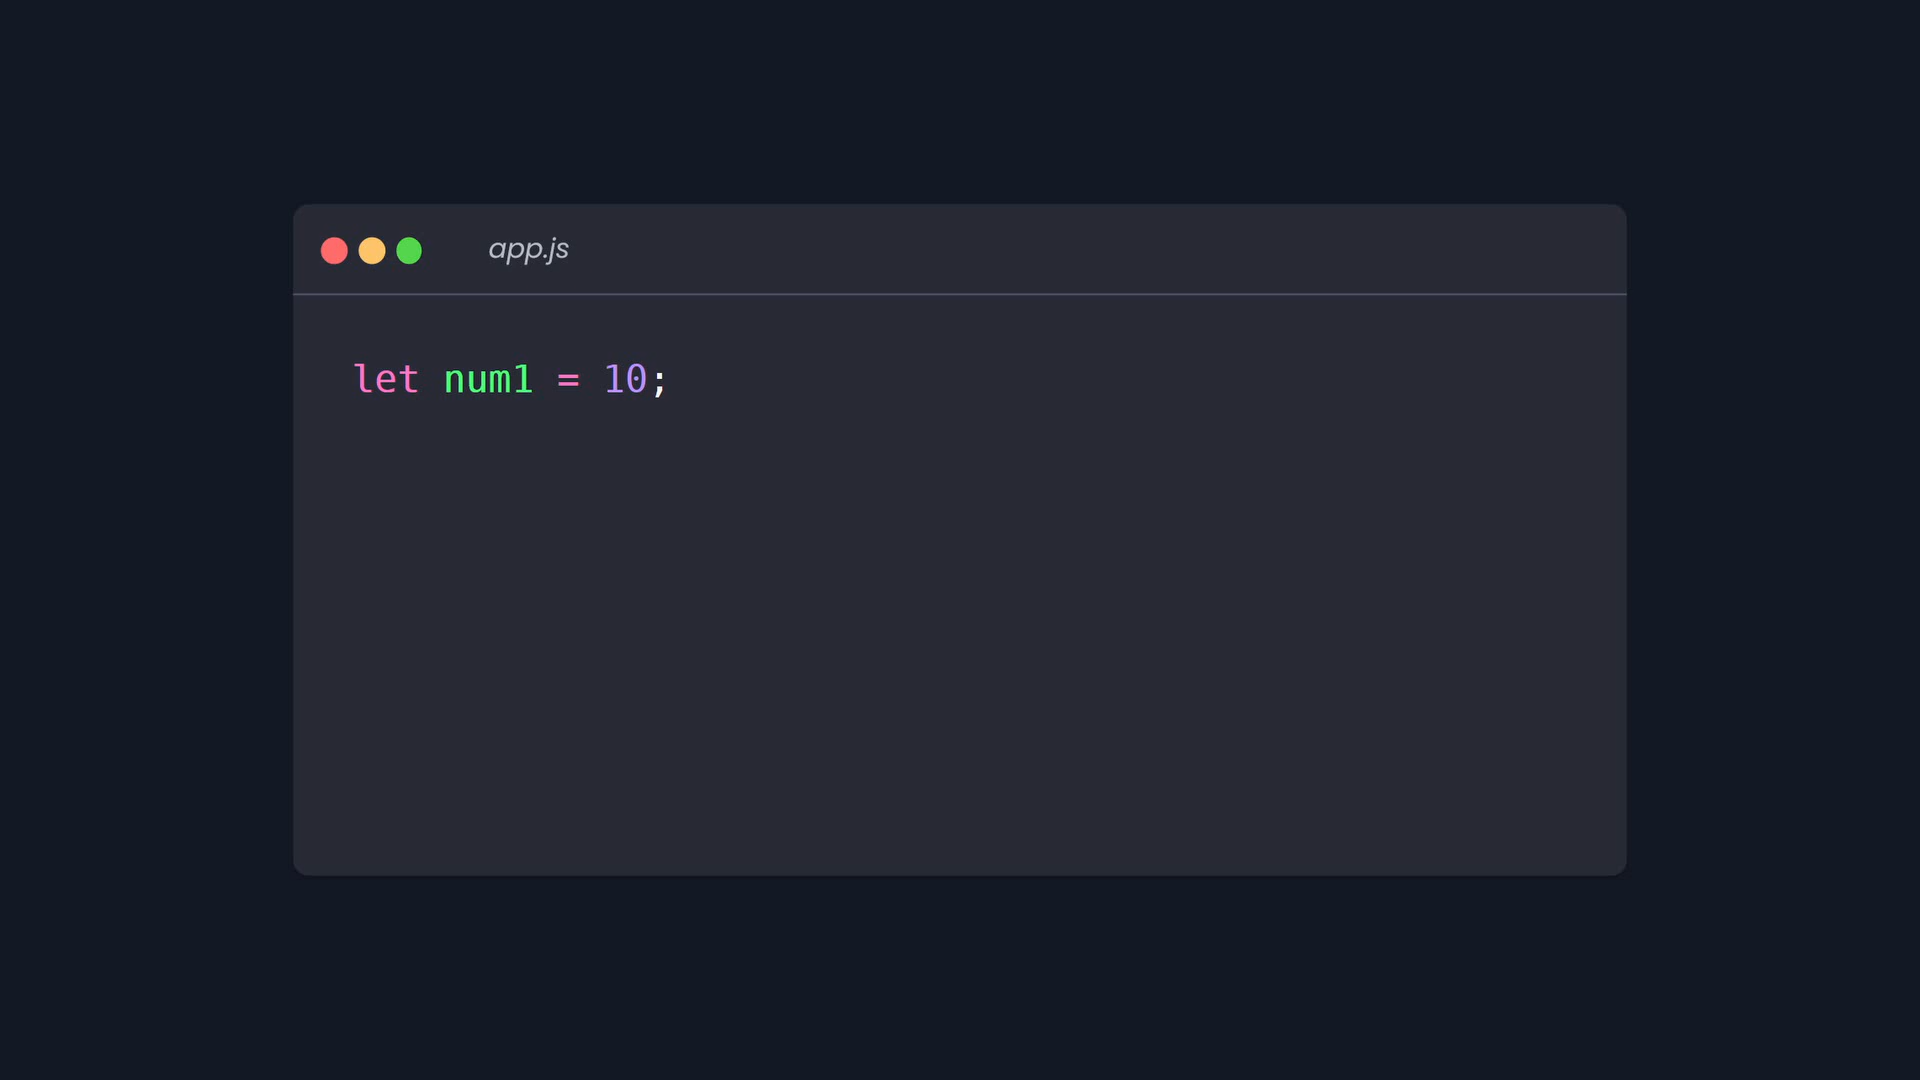 app.js
let num1 = 10;